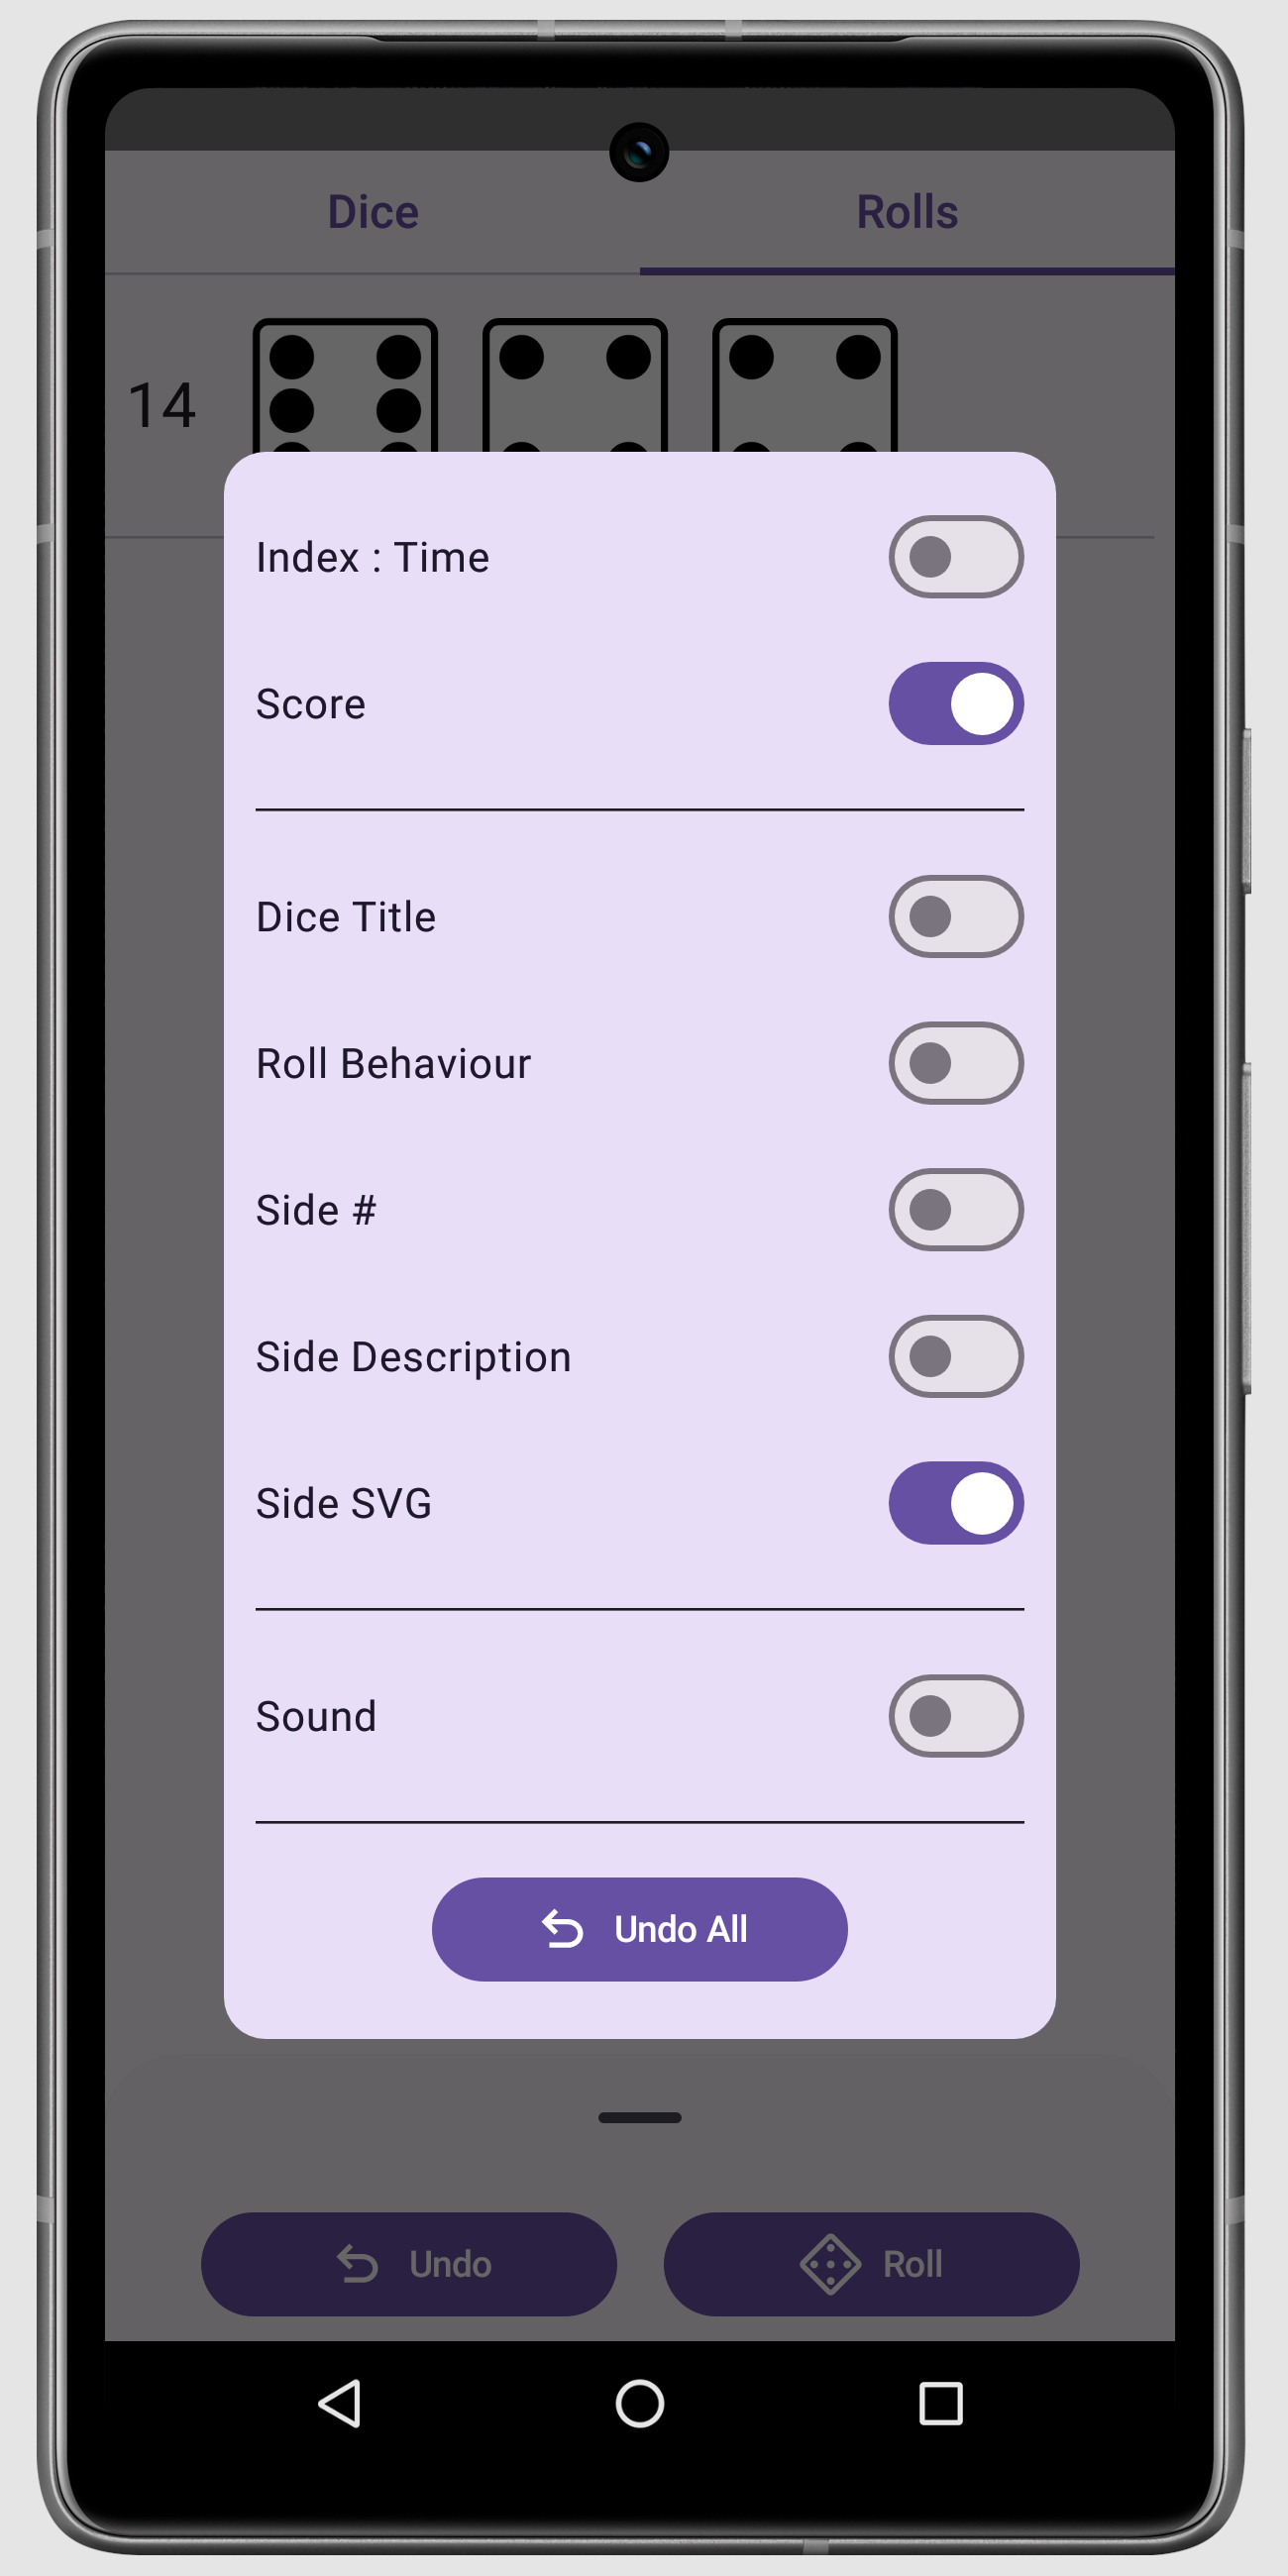 Dice
Rolls
14
Index : Time
Score
Dice Title
Roll Behaviour
Side #
Side Description
Side SVG
Sound
Undo All
Undo
Roll